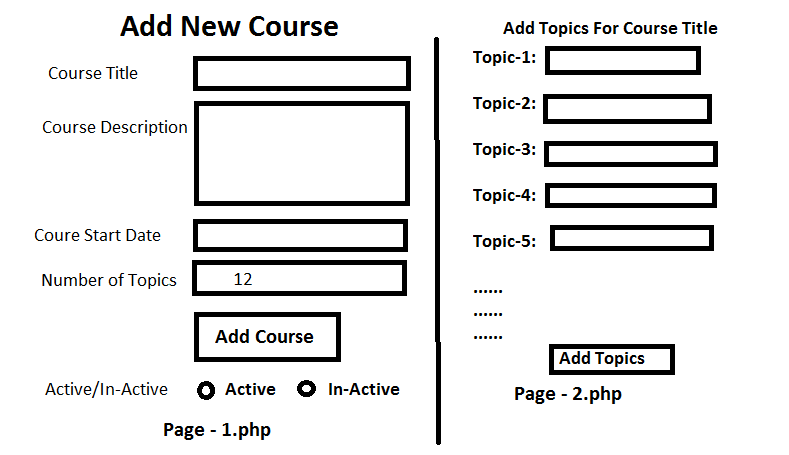 Add New Course
Course Title
Course Description
Coure Start Date
Number of Topics 12
Add Course
Active/In-Active Active In-Active
Page - 1.php
Add Topics For Course Title
Topic-1:
Topic-2:
Topic-3:
Topic-4:
Topic-5:
......
......
......
Add Topics
Page - 2.php